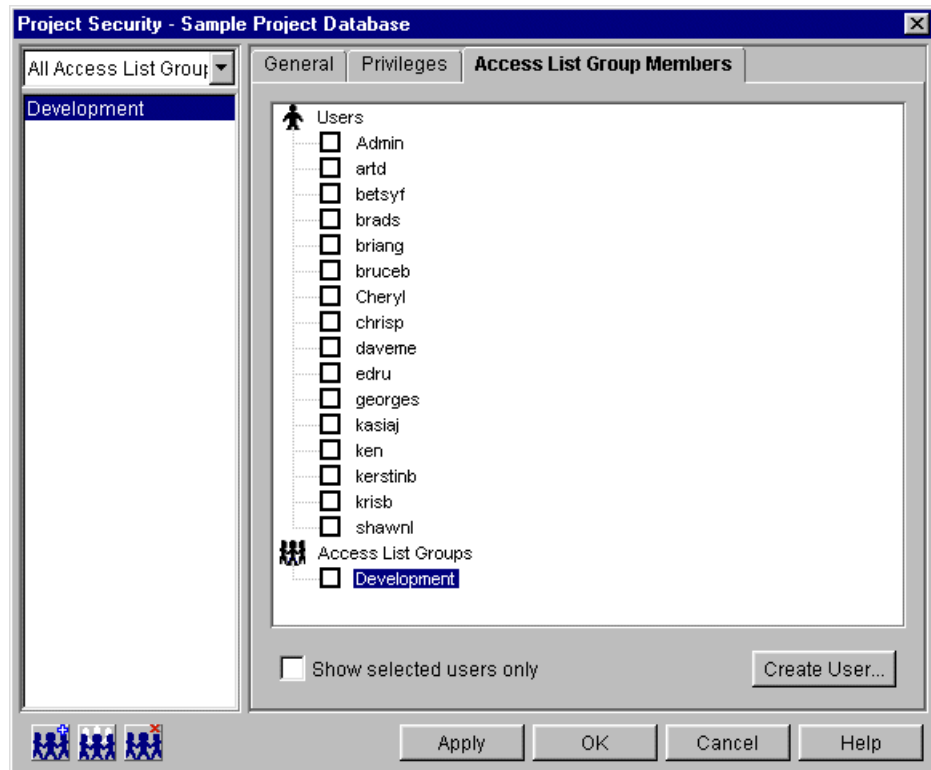 Project Security - Sample Project Database
All Access List Group
Development
General
Privileges
Access List Group Members
Users
Admin
artd
betsyf
brads
briang
bruceb
Cheryl
chrisp
daveme
edru
georges
kasiaj
ken
kerstinb
krisb
shawnl
Access List Groups
Development
Show selected users only
Create User...
Apply
OK
Cancel
Help